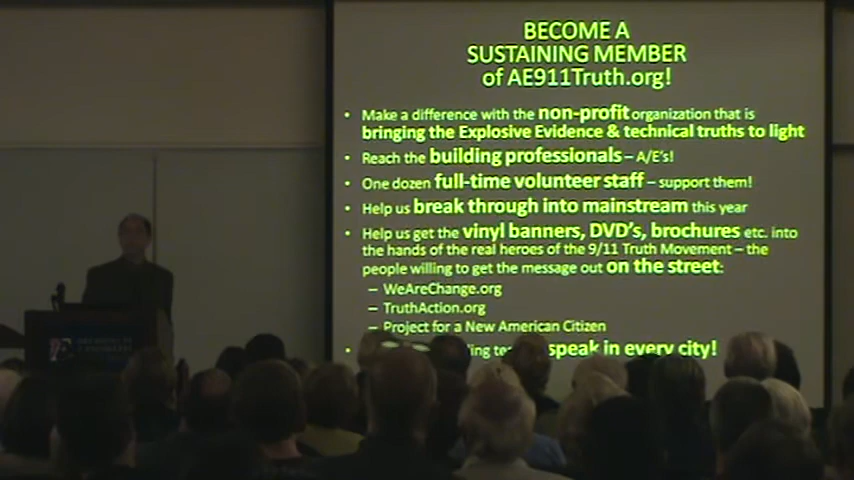 BECOME A
SUSTAINING MEMBER
of AE911Truth.org!
• Make a difference with the non-profit organization that is
bringing the Explosive Evidence & technical truths to light
• Reach the building professionals – A/E's!
• One dozen full-time volunteer staff – support them!
• Help us break through into mainstream this year
• Help us get the vinyl banners, DVD's, brochures etc. into
the hands of the real heroes of the 9/11 Truth Movement – the
people willing to get the message out on the street:
– WeAreChange.org
– TruthAction.org
– Project for a New American Citizen
speak in every city!